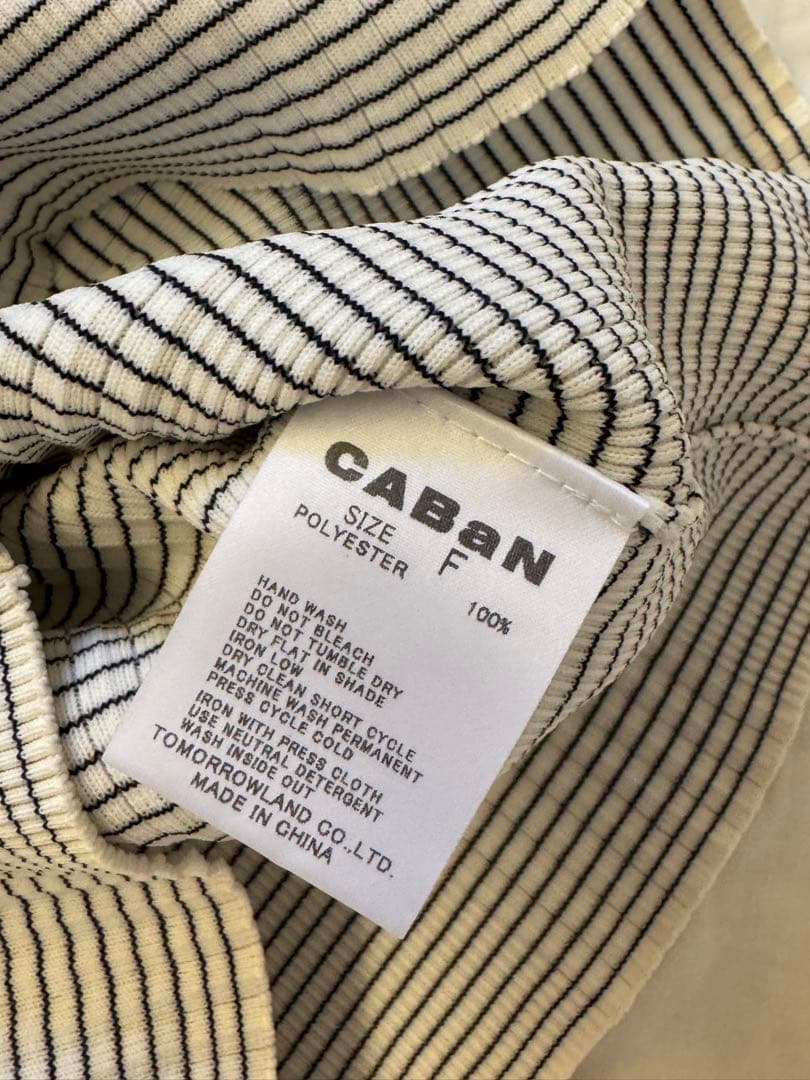 CABaN
SIZE F
POLYESTER 100%
HAND WASH
DO NOT BLEACH
DO NOT TUMBLE DRY
DRY FLAT IN SHADE
IRON LOW
DRY CLEAN SHORT CYCLE
MACHINE WASH PERMANENT
PRESS CYCLE COLD
IRON WITH PRESS CLOTH
USE NEUTRAL DETERGENT
WASH INSIDE OUT
TOMORROWLAND CO.,LTD.
MADE IN CHINA